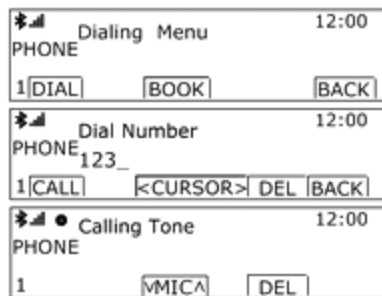 Dialing Menu 12:00
PHONE
1 DIAL BOOK BACK
Dial Number 12:00
PHONE 123_
1 CALL <CURSOR> DEL BACK
Calling Tone 12:00
PHONE
1 ∨MIC∧ DEL